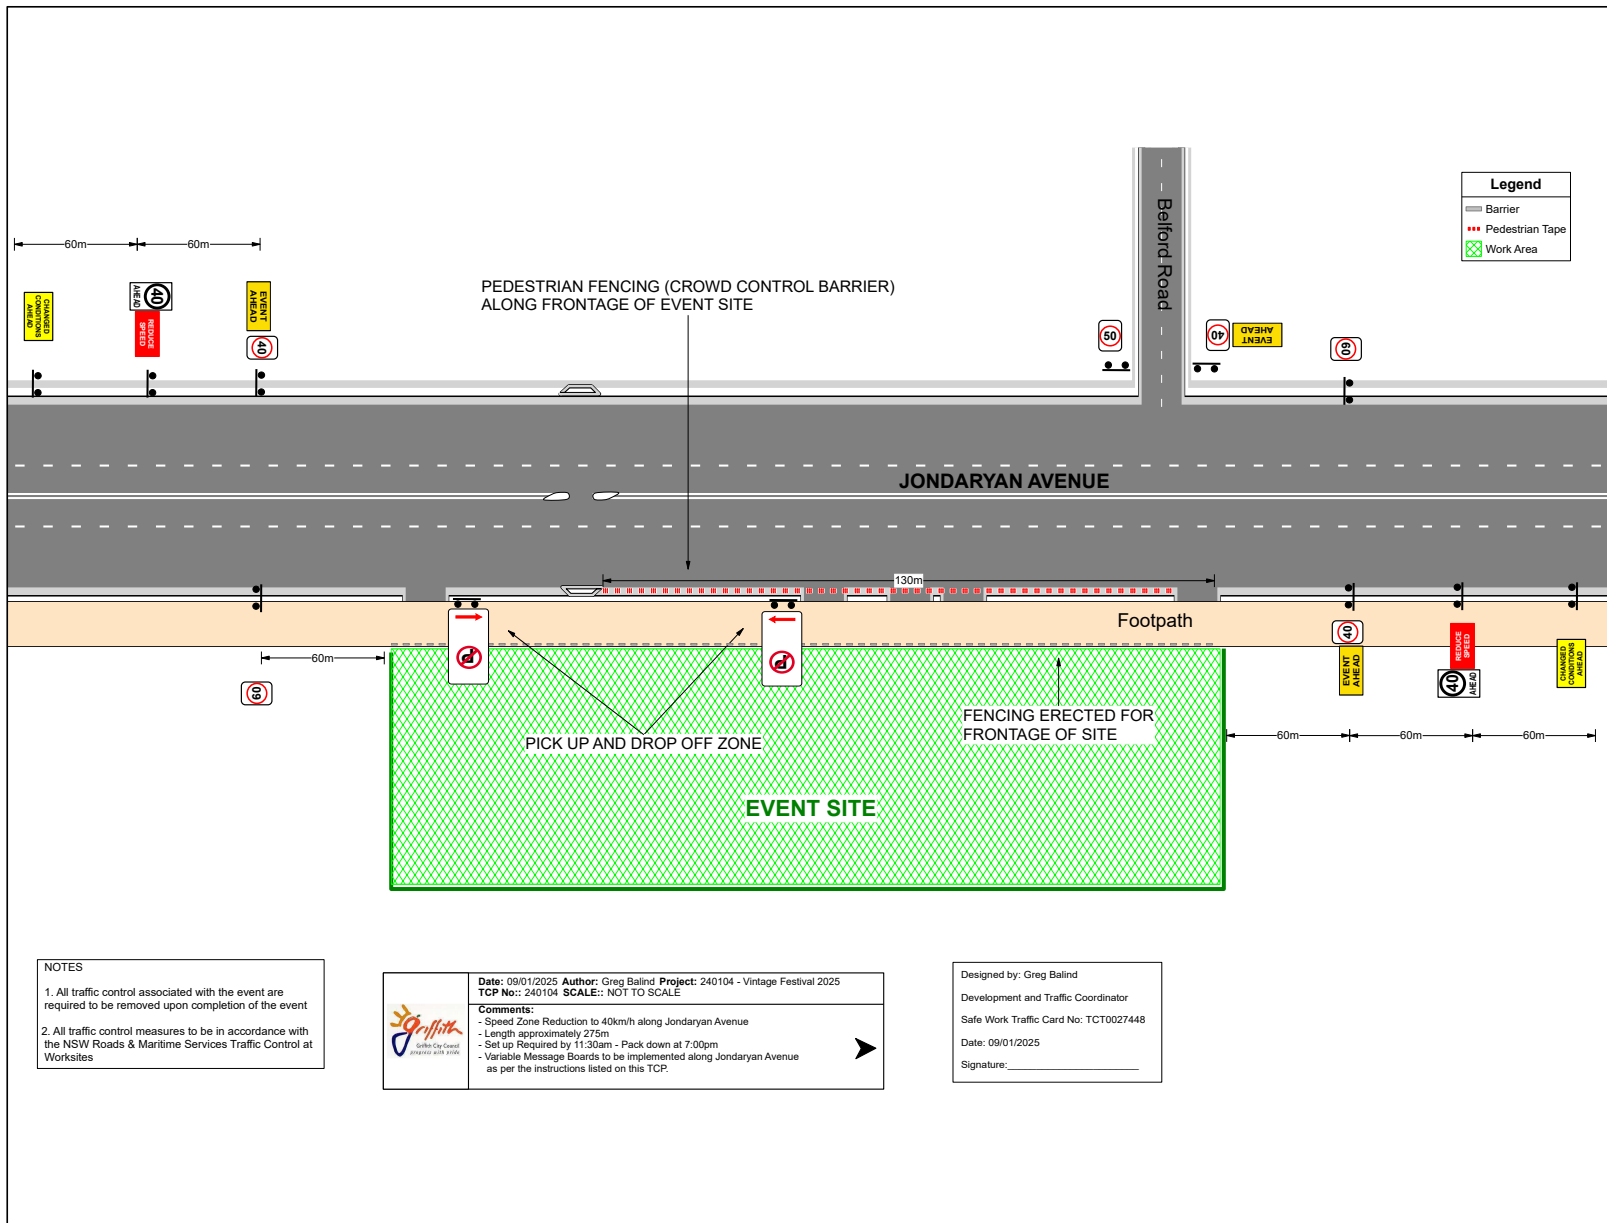 60m
60m
CHANGED
CONDITIONS
AHEAD
40
AHEAD
REDUCE
SPEED
EVENT
AHEAD
40
PEDESTRIAN FENCING (CROWD CONTROL BARRIER)
ALONG FRONTAGE OF EVENT SITE
Belford Road
50
40
EVENT
AHEAD
60
Legend
Barrier
Pedestrian Tape
Work Area
JONDARYAN AVENUE
130m
Footpath
60m
60
P
P
PICK UP AND DROP OFF ZONE
FENCING ERECTED FOR
FRONTAGE OF SITE
40
EVENT
AHEAD
REDUCE
SPEED
40
AHEAD
CHANGED
CONDITIONS
AHEAD
60m
60m
60m
EVENT SITE
NOTES
1. All traffic control associated with the event are
required to be removed upon completion of the event
2. All traffic control measures to be in accordance with
the NSW Roads & Maritime Services Traffic Control at
Worksites
Griffith
Griffith City Council
progress with pride
Date: 09/01/2025 Author: Greg Balind Project: 240104 - Vintage Festival 2025
TCP No:: 240104 SCALE:: NOT TO SCALE
Comments:
- Speed Zone Reduction to 40km/h along Jondaryan Avenue
- Length approximately 275m
- Set up Required by 11:30am - Pack down at 7:00pm
- Variable Message Boards to be implemented along Jondaryan Avenue
as per the instructions listed on this TCP.
Designed by: Greg Balind
Development and Traffic Coordinator
Safe Work Traffic Card No: TCT0027448
Date: 09/01/2025
Signature:________________________